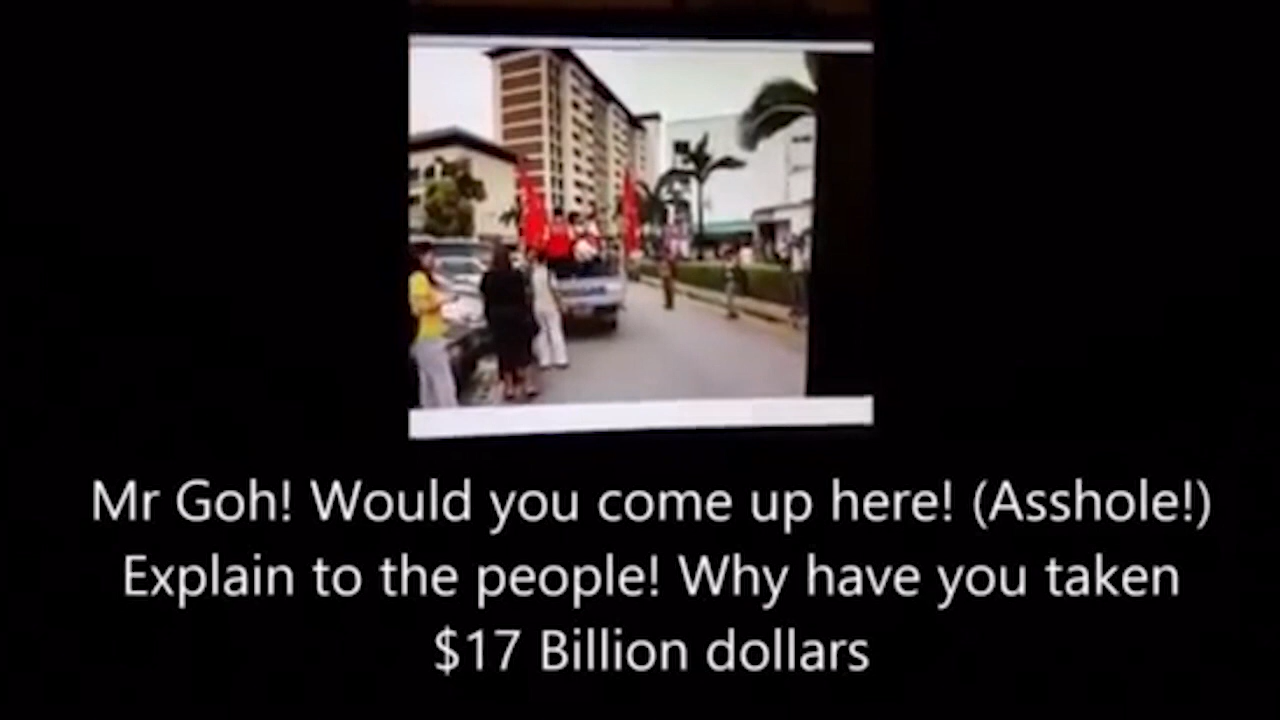 Mr Goh! Would you come up here! (Asshole!)
Explain to the people! Why have you taken
$17 Billion dollars